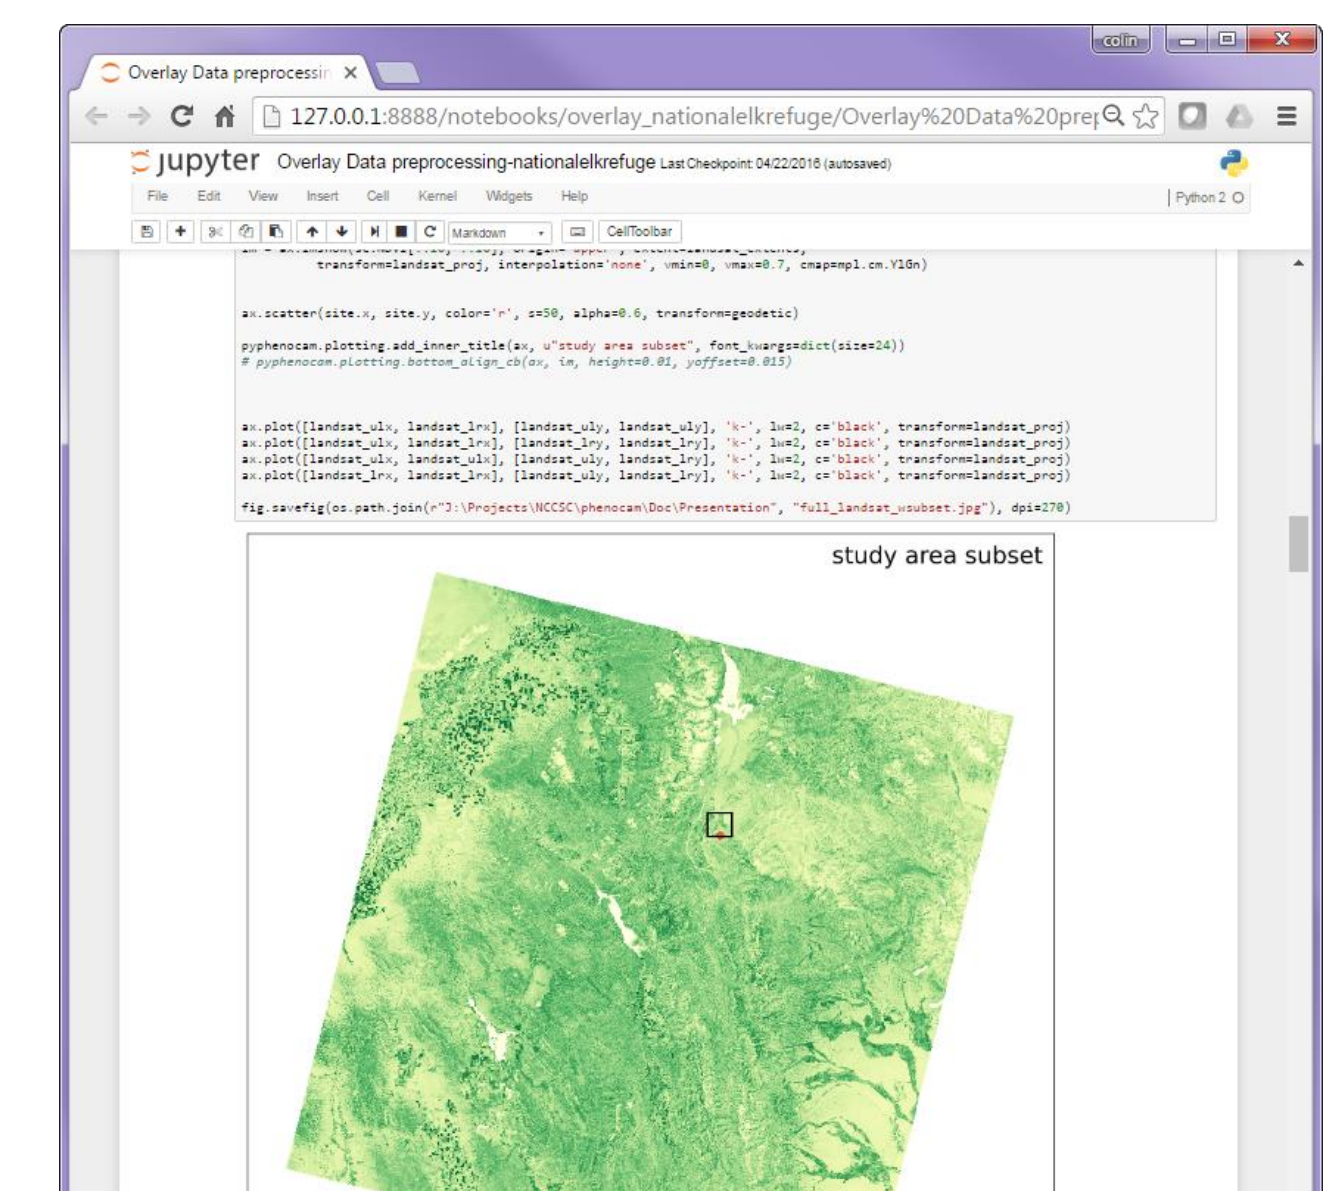 colin
Overlay Data preprocessin
127.0.0.1:8888/notebooks/overlay_nationalelkrefuge/Overlay%20Data%20prep
jupyter Overlay Data preprocessing-nationalelkrefuge Last Checkpoint: 04/22/2016 (autosaved)
File Edit View Insert Cell Kernel Widgets Help Python 2
Markdown CellToolbar
transform=landsat_proj, interpolation='none', vmin=0, vmax=0.7, cmap=mpl.cm.YlGn)
ax.scatter(site.x, site.y, color='r', s=50, alpha=0.6, transform=geodetic)
pyphenocam.plotting.add_inner_title(ax, u"study area subset", font_kwargs=dict(size=24))
# pyphenocam.plotting.bottom_align_cb(ax, im, height=0.01, yoffset=0.015)
ax.plot([landsat_ulx, landsat_lrx], [landsat_uly, landsat_uly], 'k-', lw=2, c='black', transform=landsat_proj)
ax.plot([landsat_ulx, landsat_lrx], [landsat_lry, landsat_lry], 'k-', lw=2, c='black', transform=landsat_proj)
ax.plot([landsat_ulx, landsat_ulx], [landsat_uly, landsat_lry], 'k-', lw=2, c='black', transform=landsat_proj)
ax.plot([landsat_lrx, landsat_lrx], [landsat_uly, landsat_lry], 'k-', lw=2, c='black', transform=landsat_proj)
fig.savefig(os.path.join(r"J:\Projects\NCCSC\phenocam\Doc\Presentation", "full_landsat_wsubset.jpg"), dpi=270)
study area subset